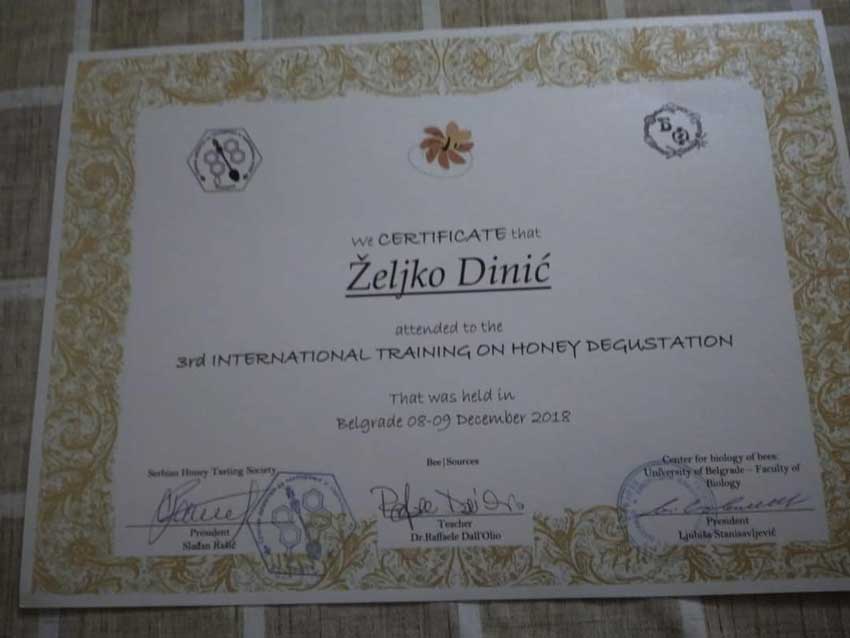 БФ
We CERTIFICATE that
Željko Dinić
attended to the
3rd INTERNATIONAL TRAINING ON HONEY DEGUSTATION
That was held in
Belgrade 08-09 December 2018
Serbian Honey Tasting Society
President
Slađan Rašić
Bee|Sources
Teacher
Dr.Raffaele Dall'Olio
Center for biology of bees:
University of Belgrade – Faculty of
Biology
President
Ljubiša Stanisavljević